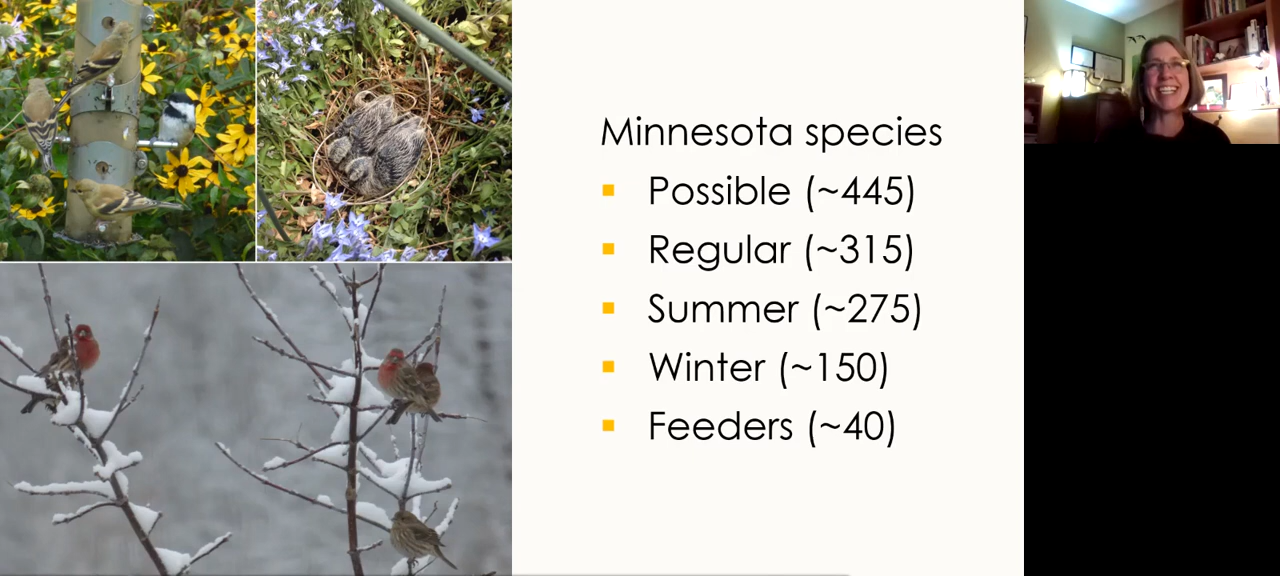 Minnesota species
Possible (~445)
Regular (~315)
Summer (~275)
Winter (~150)
Feeders (~40)